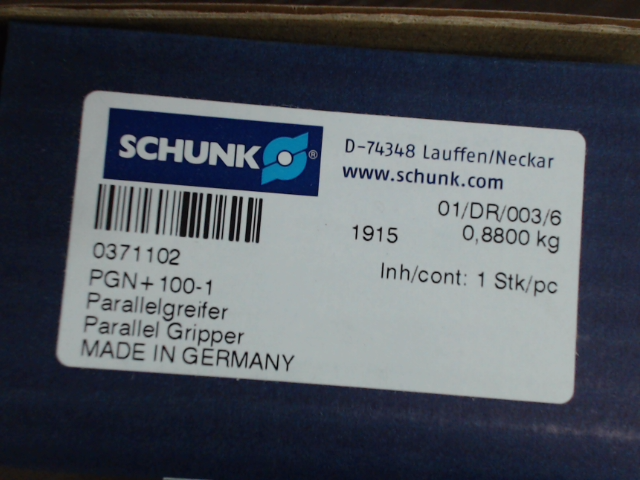 SCHUNK ®
D-74348 Lauffen/Neckar
www.schunk.com
01/DR/003/6
1915 0,8800 kg
0371102
Inh/cont: 1 Stk/pc
PGN+100-1
Parallelgreifer
Parallel Gripper
MADE IN GERMANY